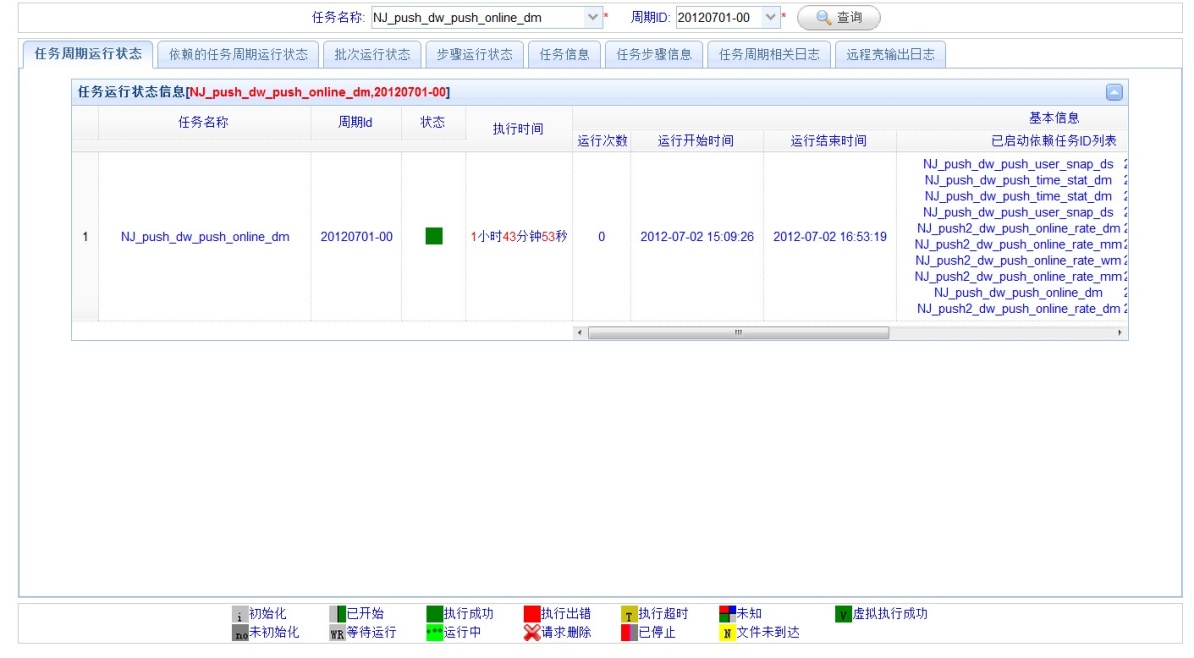 任务名称: NJ_push_dw_push_online_dm * 周期ID: 20120701-00 * 查询
任务周期运行状态 依赖的任务周期运行状态 批次运行状态 步骤运行状态 任务信息 任务步骤信息 任务周期相关日志 远程壳输出日志
任务运行状态信息[NJ_push_dw_push_online_dm,20120701-00]
任务名称 周期Id 状态 执行时间 基本信息
运行次数 运行开始时间 运行结束时间 已启动依赖任务ID列表
1 NJ_push_dw_push_online_dm 20120701-00 1小时43分钟53秒 0 2012-07-02 15:09:26 2012-07-02 16:53:19
NJ_push_dw_push_user_snap_ds 2
NJ_push_dw_push_time_stat_dm 2
NJ_push_dw_push_time_stat_dm 2
NJ_push_dw_push_user_snap_ds 2
NJ_push2_dw_push_online_rate_dm 2
NJ_push2_dw_push_online_rate_mm 2
NJ_push2_dw_push_online_rate_wm 2
NJ_push2_dw_push_online_rate_mm 2
NJ_push_dw_push_online_dm 2
NJ_push2_dw_push_online_rate_dm 2
i 初始化 已开始 执行成功 执行出错 T 执行超时 未知 V 虚拟执行成功
no 未初始化 WR 等待运行 *** 运行中 请求删除 已停止 N 文件未到达